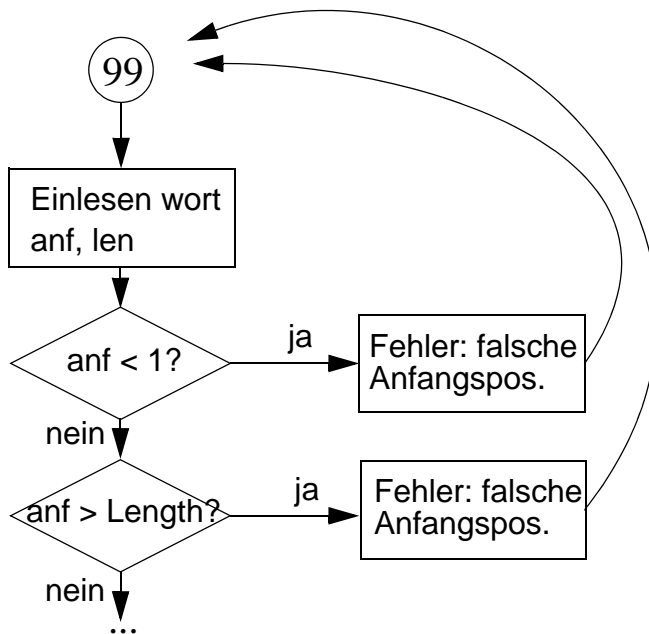 99
Einlesen wort
anf, len
anf < 1?
ja
Fehler: falsche
Anfangspos.
nein
anf > Length?
ja
Fehler: falsche
Anfangspos.
nein
...